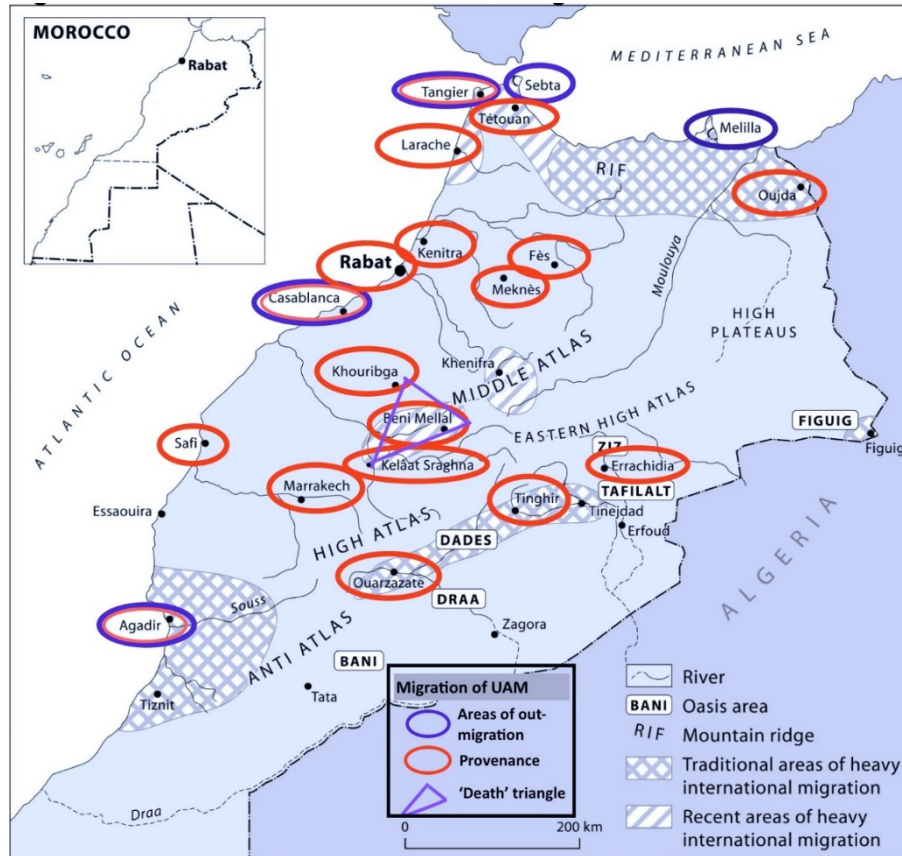 MOROCCO
Rabat
MEDITERRANEAN SEA
Tangier
Sebta
Tétouan
Melilla
Larache
RIF
Oujda
Kenitra
Fès
Rabat
Meknès
Moulouya
Casablanca
HIGH
PLATEAUS
ATLANTIC OCEAN
Khenifra
Khouribga
MIDDLE ATLAS
Beni Mellal
EASTERN HIGH ATLAS
FIGUIG
Figuig
Safi
ZIZ
Kelâat Sraghna
Errachidia
Marrakech
TAFILALT
Tinghir
Tinejdad
Essaouira
Erfoud
HIGH ATLAS
DADES
ALGERIA
Ouarzazate
DRAA
Souss
Agadir
Zagora
ANTI ATLAS
BANI
Tata
Tiznit
Draa
Migration of UAM
Areas of out-
migration
Provenance
‘Death’ triangle
0 200 km
River
BANI Oasis area
RIF Mountain ridge
Traditional areas of heavy
international migration
Recent areas of heavy
international migration